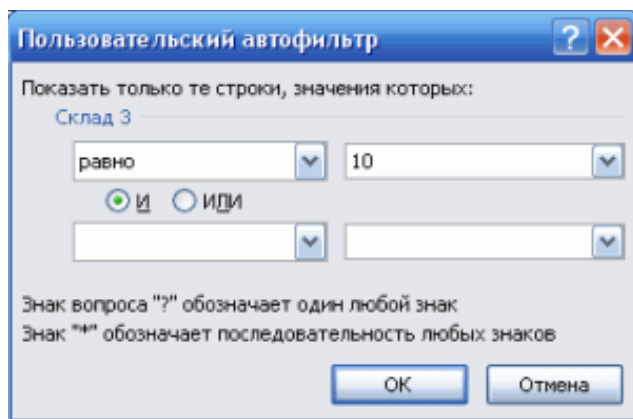 Пользовательский автофильтр
Показать только те строки, значения которых:
Склад 3
равно 10
И ИЛИ
Знак вопроса "?" обозначает один любой знак
Знак "*" обозначает последовательность любых знаков
ОК Отмена